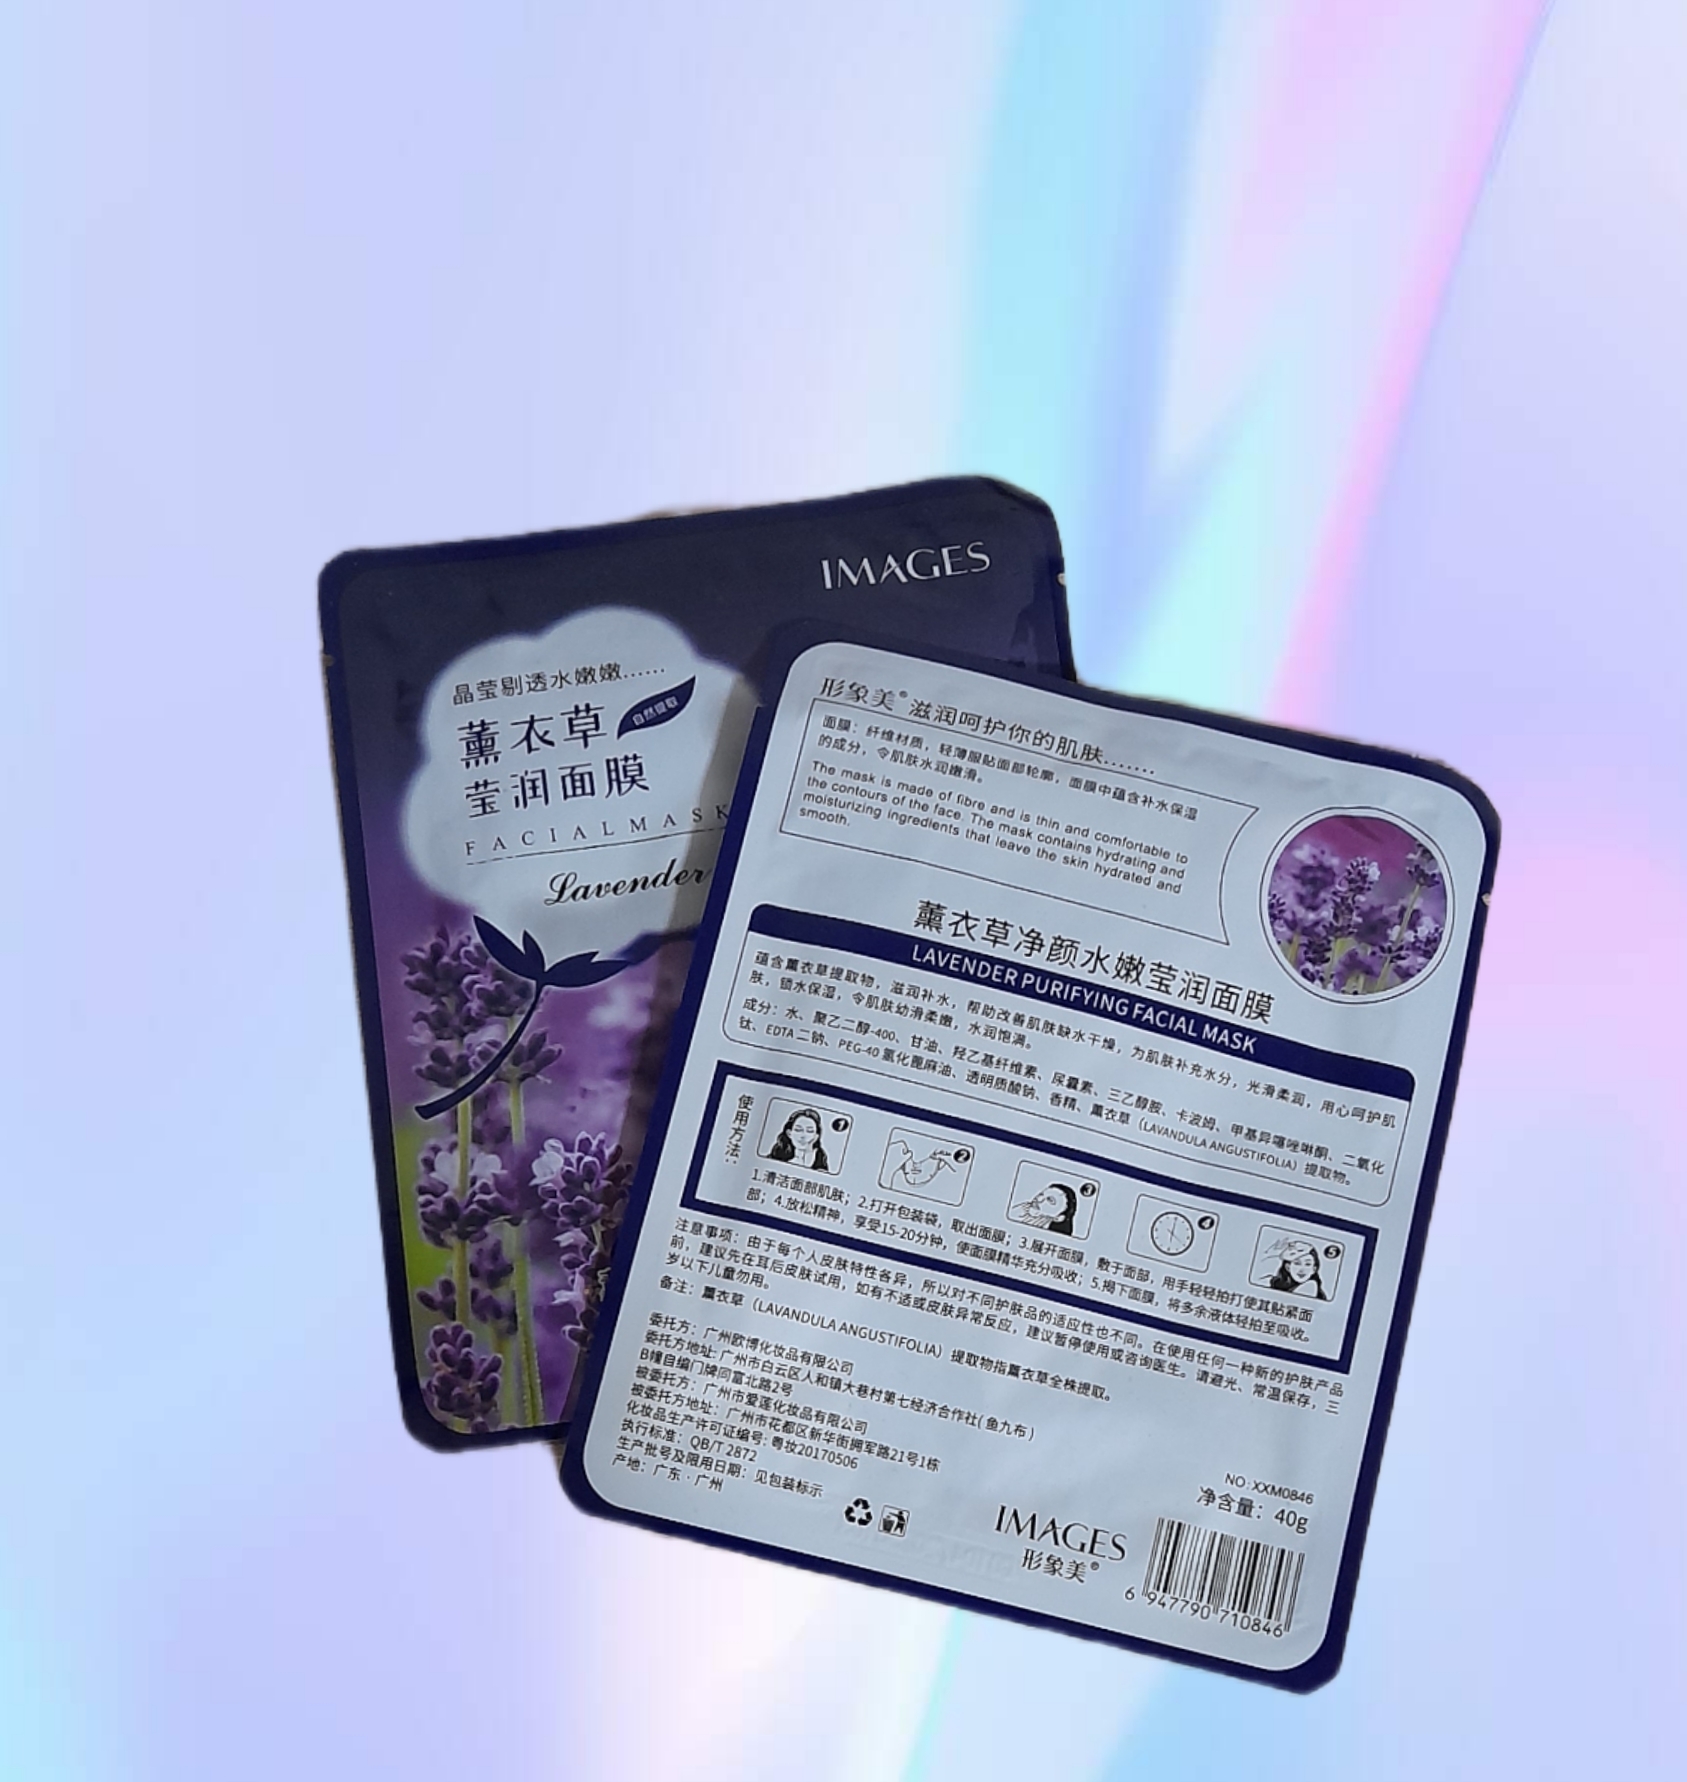 IMAGES
晶莹剔透水嫩嫩……
薰衣草
自然提取
莹润面膜
FACIALMASK
Lavender
形象美® 滋润呵护你的肌肤.......
面膜：纤维材质，轻薄服贴面部轮廓，面膜中蕴含补水保湿
的成分，令肌肤水润嫩滑。
The mask is made of fibre and is thin and comfortable to
the contours of the face. The mask contains hydrating and
moisturizing ingredients that leave the skin hydrated and
smooth.
薰衣草净颜水嫩莹润面膜
LAVENDER PURIFYING FACIAL MASK
蕴含薰衣草提取物，滋润补水，帮助改善肌肤缺水干燥，为肌肤补充水分，光滑柔润，用心呵护肌
肤，锁水保湿，令肌肤幼滑柔嫩，水润饱满。
成分：水、聚乙二醇-400、甘油、羟乙基纤维素、尿囊素、三乙醇胺、卡波姆、甲基异噻唑啉酮、二氧化
钛、EDTA二钠、PEG-40 氢化蓖麻油、透明质酸钠、香精、薰衣草（LAVANDULA ANGUSTIFOLIA）提取物。
使用方法：
1 2 3 4 5
1.清洁面部肌肤；2.打开包装袋，取出面膜；3.展开面膜，敷于面部，用手轻轻拍打使其贴紧面
部；4.放松精神，享受15-20分钟，使面膜精华充分吸收；5.揭下面膜，将多余液体轻拍至吸收。
注意事项：由于每个人皮肤特性各异，所以对不同护肤品的适应性也不同。在使用任何一种新的护肤产品
前，建议先在耳后皮肤试用，如有不适或皮肤异常反应，建议暂停使用或咨询医生。请避光、常温保存，三
岁以下儿童勿用。
备注：薰衣草（LAVANDULA ANGUSTIFOLIA）提取物指薰衣草全株提取。
委托方：广州欧博化妆品有限公司
委托方地址: 广州市白云区人和镇大巷村第七经济合作社( 鱼九布 )
B幢自编门牌同富北路2号
被委托方：广州市爱莲化妆品有限公司
被委托方地址：广州市花都区新华街拥军路21号1栋
化妆品生产许可证编号: 粤妆20170506
执行标准：QB/T 2872
生产批号及限用日期：见包装标示
产地：广东 · 广州
NO：XXM0846
净含量：40g
IMAGES
形象美®
6 947790 710846